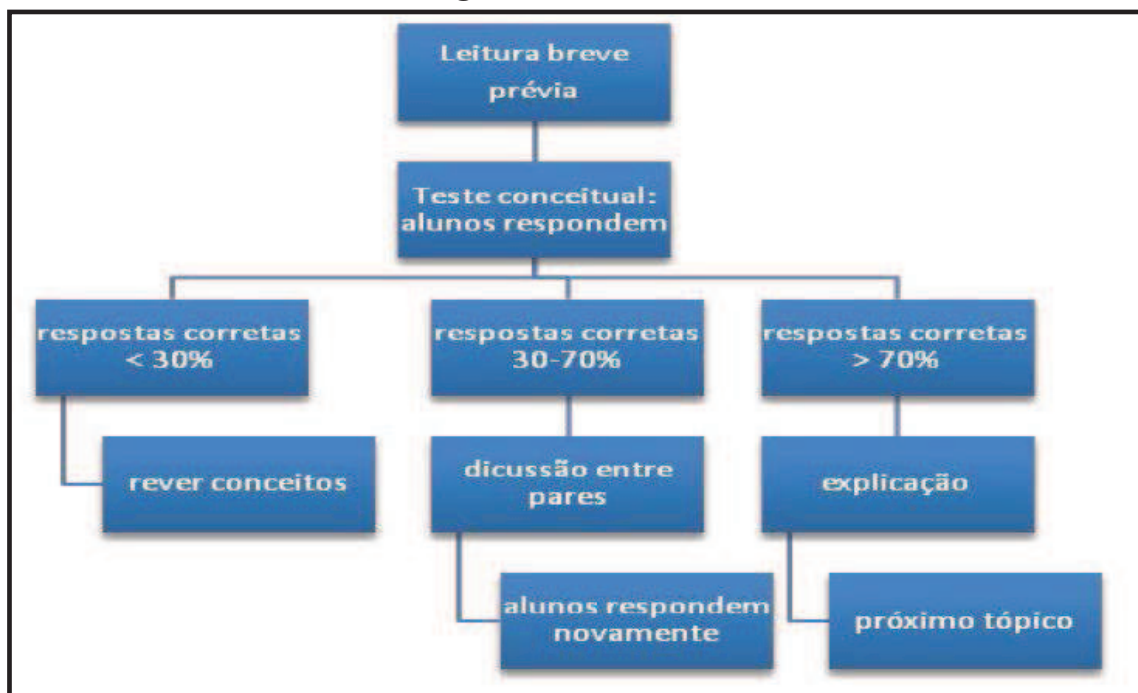 Leitura breve
prévia
Teste conceitual:
alunos respondem
respostas corretas
< 30%
respostas corretas
30-70%
respostas corretas
> 70%
rever conceitos
dicussão entre
pares
explicação
alunos respondem
novamente
próximo tópico